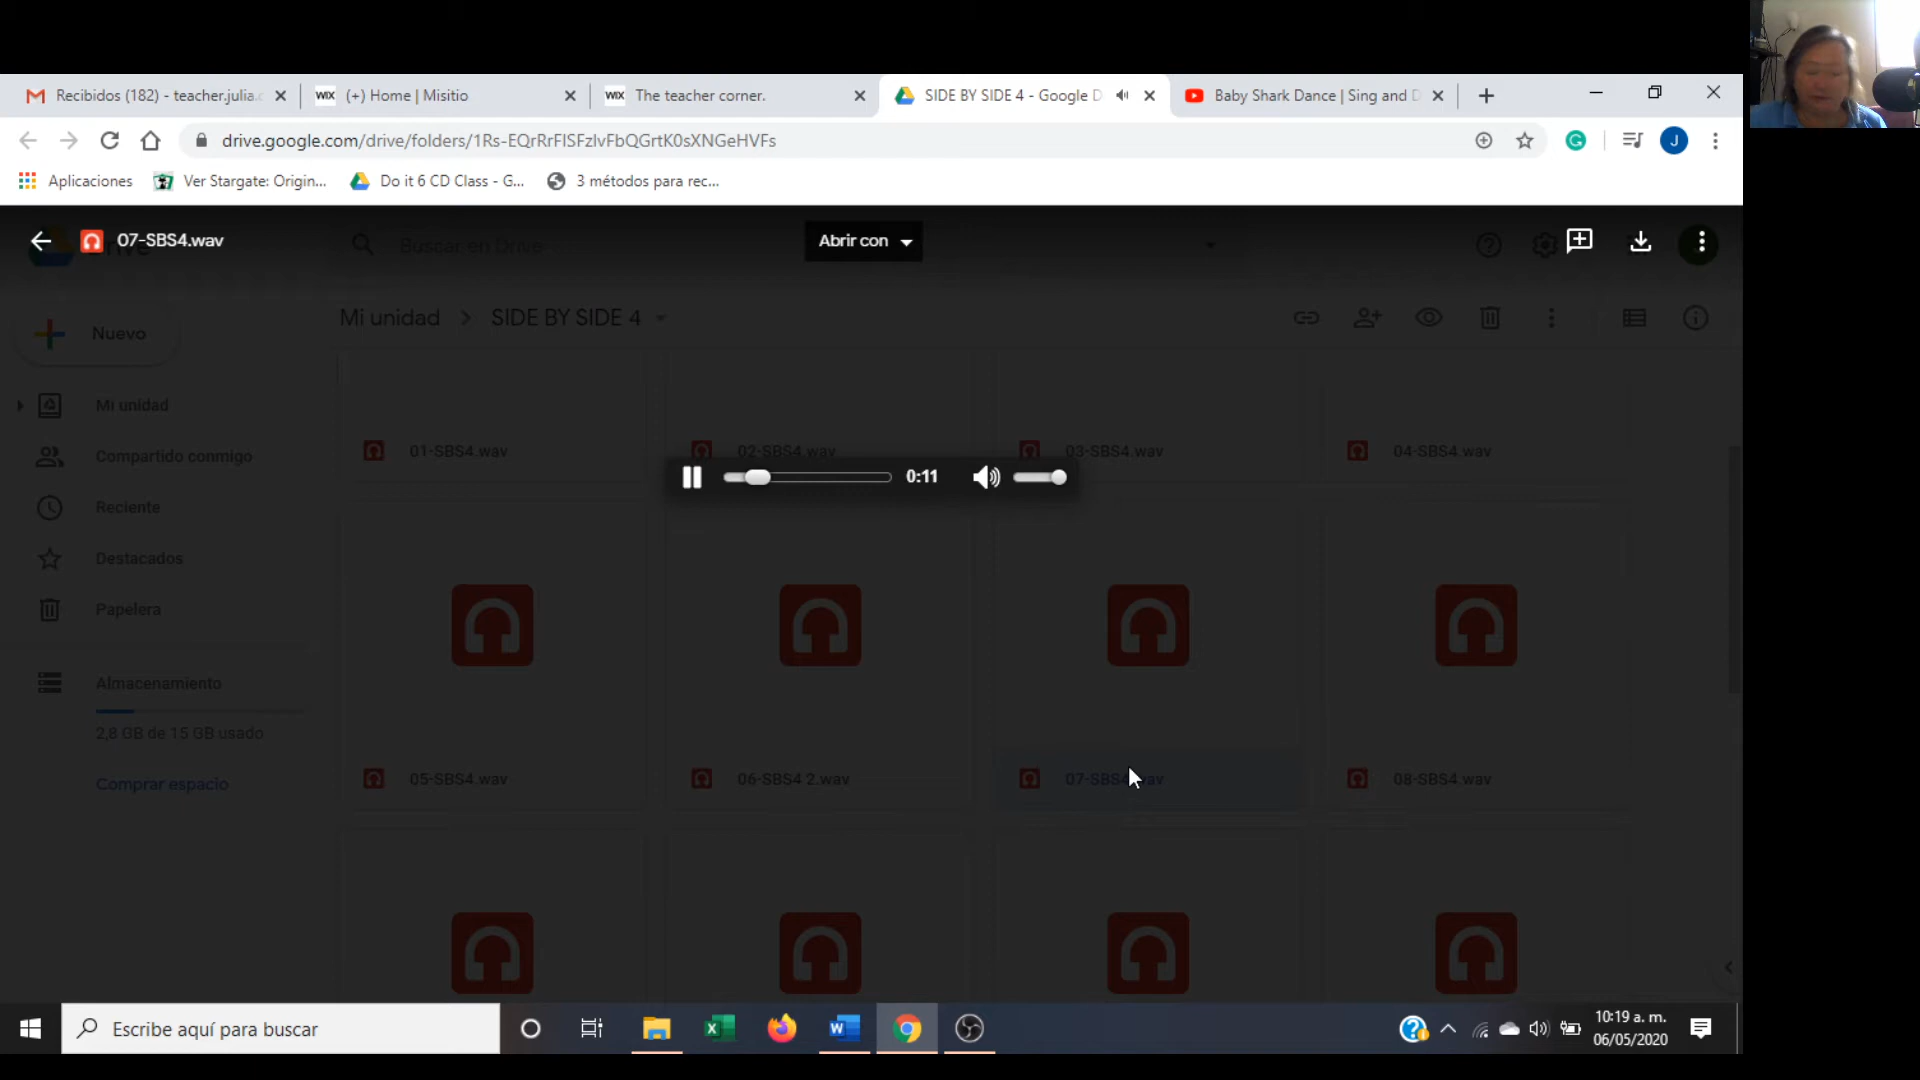 Recibidos (182) - teacher.julia.c
WiX (+) Home | Misitio
WiX The teacher corner.
SIDE BY SIDE 4 - Google D
Baby Shark Dance | Sing and D
drive.google.com/drive/folders/1Rs-EQrRrFISFzlvFbQGrtK0sXNGeHVFs
J
Aplicaciones
Ver Stargate: Origin...
Do it 6 CD Class - G...
3 métodos para rec...
07-SBS4.wav
Buscar en Drive
Abrir con
Nuevo
Mi unidad > SIDE BY SIDE 4
Mi unidad
Compartido conmigo
Reciente
Destacados
Papelera
Almacenamiento
2,8 GB de 15 GB usado
Comprar espacio
01-SBS4.wav
02-SBS4.wav
03-SBS4.wav
04-SBS4.wav
0:11
05-SBS4.wav
06-SBS4 2.wav
07-SBS4.wav
08-SBS4.wav
Escribe aquí para buscar
10:19 a. m.
06/05/2020